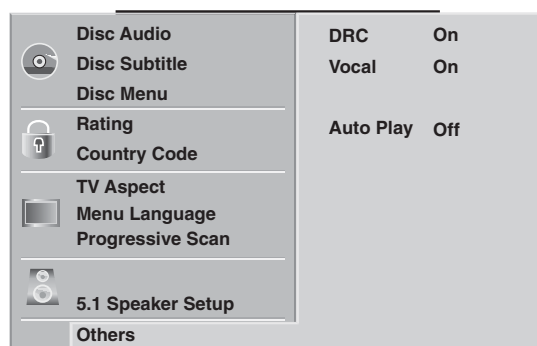 Disc Audio
Disc Subtitle
Disc Menu
Rating
Country Code
TV Aspect
Menu Language
Progressive Scan
5.1 Speaker Setup
Others
DRC On
Vocal On
Auto Play Off